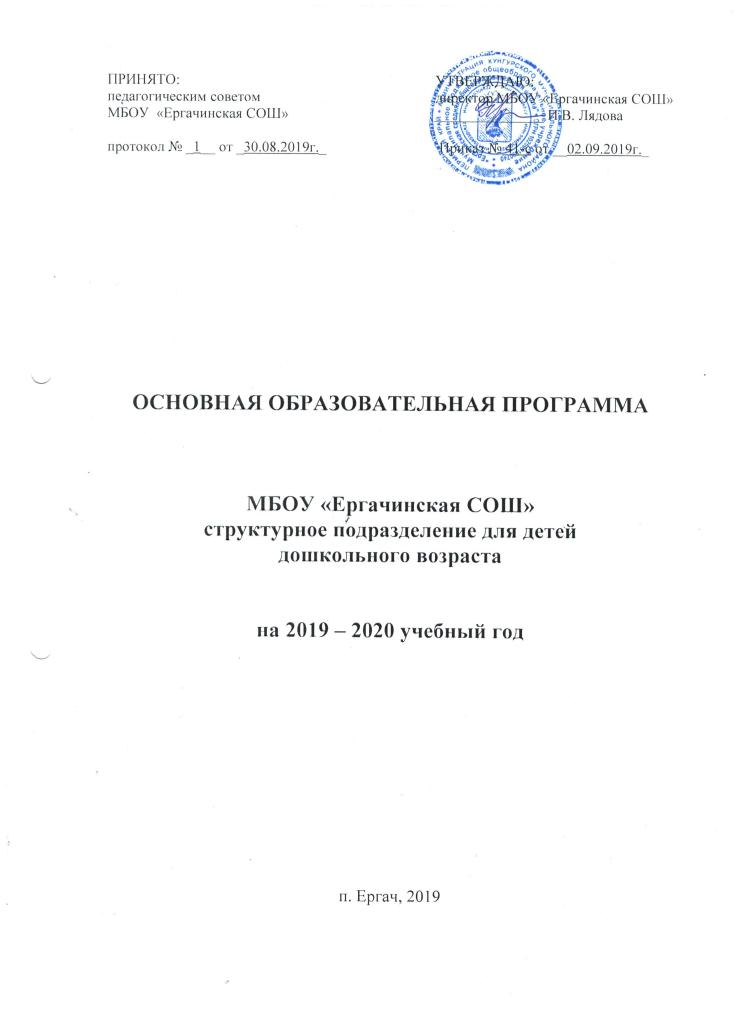 ПРИНЯТО:
педагогическим советом
МБОУ «Ергачинская СОШ»
протокол № 1 от 30.08.2019г.
УТВЕРЖДАЮ:
директор МБОУ «Ергачинская СОШ»
И.В. Лядова
Приказ № 41-с от 02.09.2019г.
ОСНОВНАЯ ОБРАЗОВАТЕЛЬНАЯ ПРОГРАММА
МБОУ «Ергачинская СОШ»
структурное подразделение для детей
дошкольного возраста
на 2019 – 2020 учебный год
п. Ергач, 2019